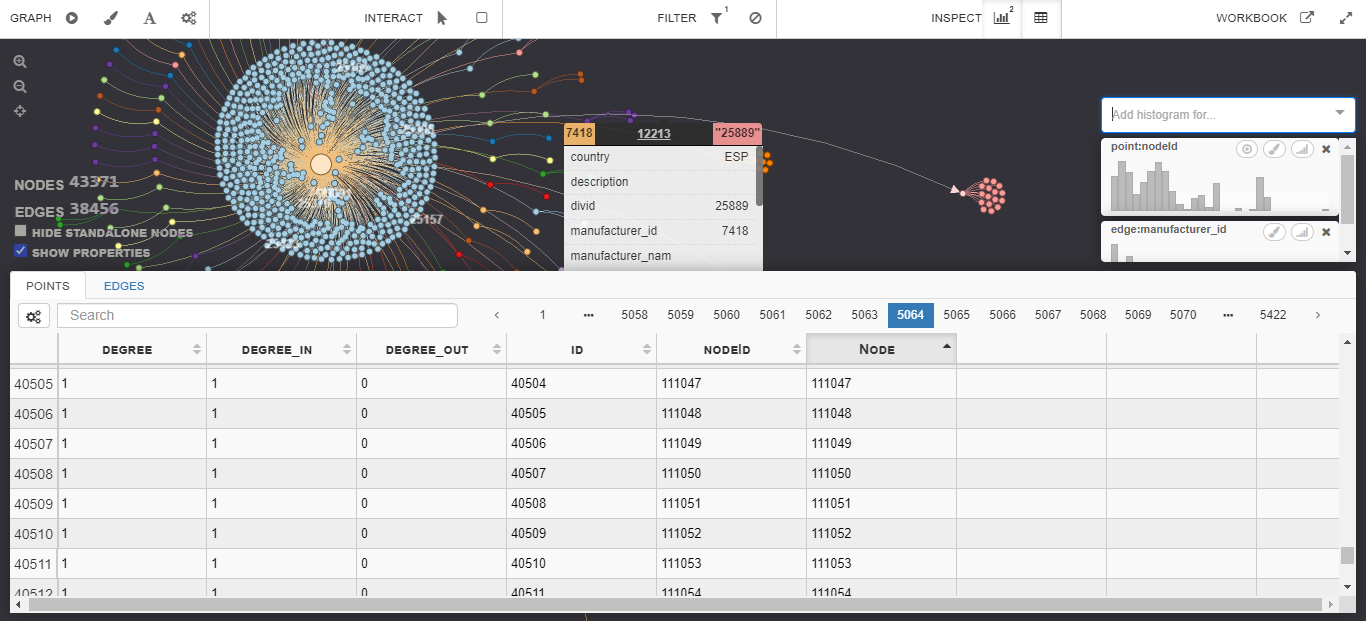 GRAPH A INTERACT FILTER 1 INSPECT 2 WORKBOOK
Add histogram for...
7418 12213 "25889"
point:nodeId
country ESP
description
NODES 43371
divid 25889
EDGES 38456
25157
manufacturer_id 7418
edge:manufacturer_id
HIDE STANDALONE NODES
SHOW PROPERTIES
manufacturer_nam
POINTS EDGES
Search
‹ 1 ••• 5058 5059 5060 5061 5062 5063 5064 5065 5066 5067 5068 5069 5070 ••• 5422 ›
DEGREE DEGREE_IN DEGREE_OUT ID NODEID NODE
40505 1 1 0 40504 111047 111047
40506 1 1 0 40505 111048 111048
40507 1 1 0 40506 111049 111049
40508 1 1 0 40507 111050 111050
40509 1 1 0 40508 111051 111051
40510 1 1 0 40509 111052 111052
40511 1 1 0 40510 111053 111053
40512 1 1 0 40511 111054 111054